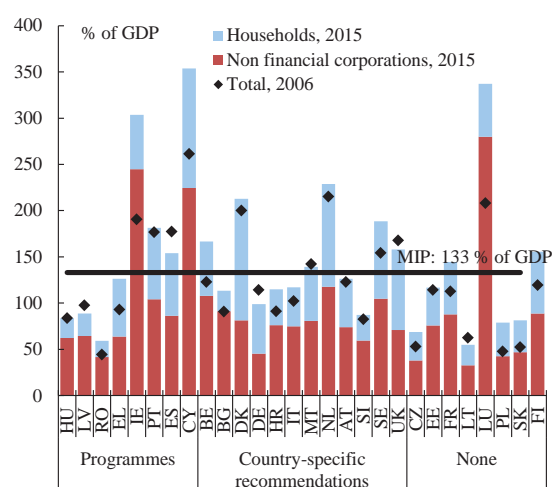 400
350
300
250
200
150
100
50
0
% of GDP
Households, 2015
Non financial corporations, 2015
Total, 2006
MIP: 133 % of GDP
HU LV RO EL IE PT ES CY BE BG DK DE HR IT MT NL AT SI SE UK CZ EE FR LT LU PL SK FI
Programmes Country-specific None
recommendations